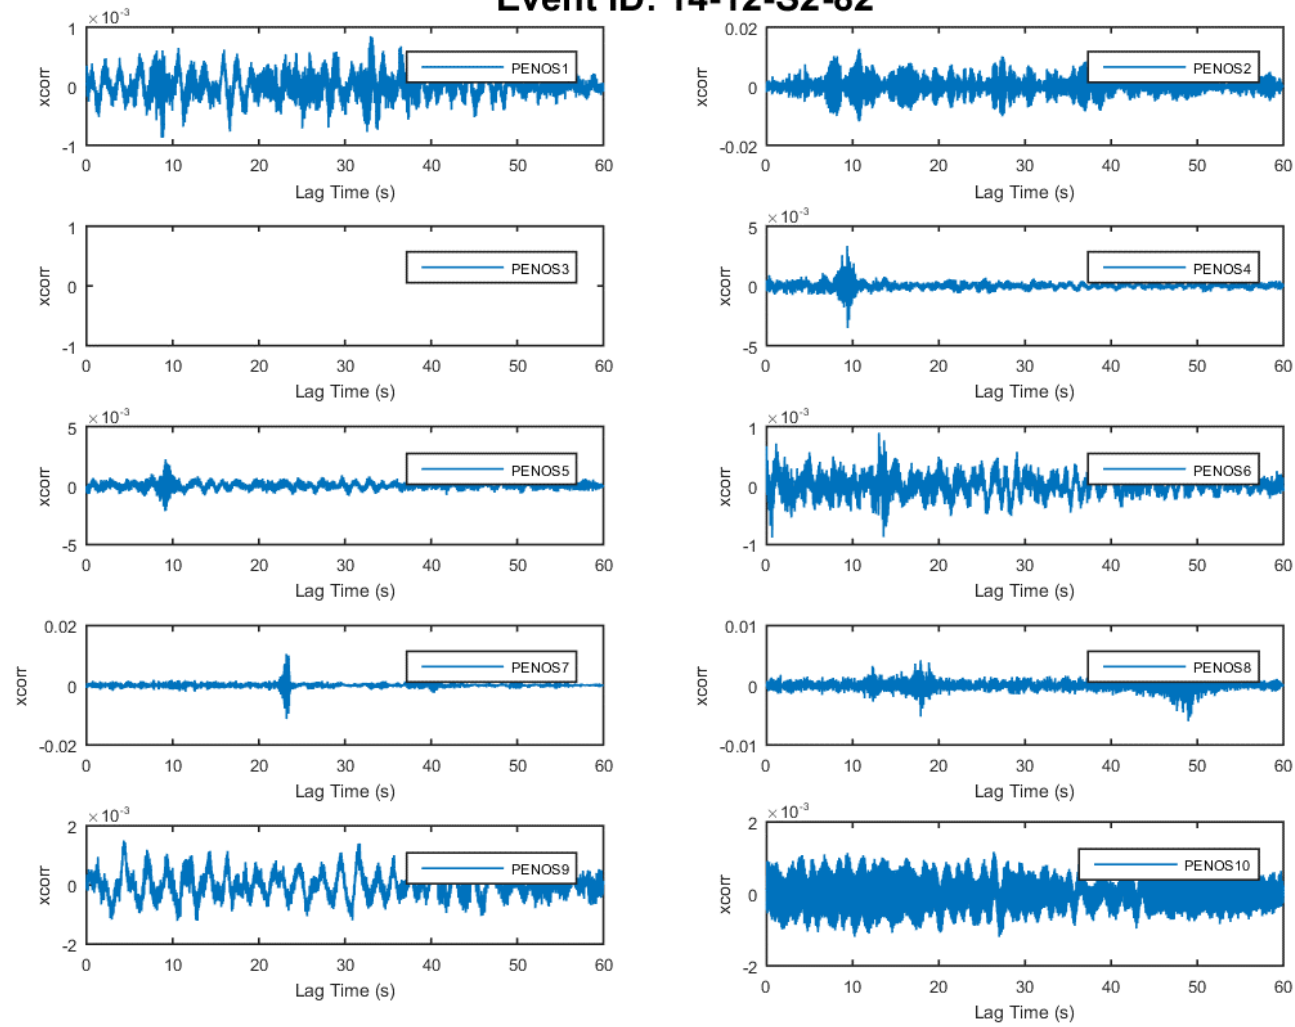 Event ID: 14-12-S2-82
×10-3
1
0
-1
xcorr
PENOS1
0 10 20 30 40 50 60
Lag Time (s)
0.02
0
-0.02
xcorr
PENOS2
0 10 20 30 40 50 60
Lag Time (s)
1
0
-1
xcorr
PENOS3
0 10 20 30 40 50 60
Lag Time (s)
×10-3
5
0
-5
xcorr
PENOS4
0 10 20 30 40 50 60
Lag Time (s)
×10-3
5
0
-5
xcorr
PENOS5
0 10 20 30 40 50 60
Lag Time (s)
×10-3
1
0
-1
xcorr
PENOS6
0 10 20 30 40 50 60
Lag Time (s)
0.02
0
-0.02
xcorr
PENOS7
0 10 20 30 40 50 60
Lag Time (s)
0.01
0
-0.01
xcorr
PENOS8
0 10 20 30 40 50 60
Lag Time (s)
×10-3
2
0
-2
xcorr
PENOS9
0 10 20 30 40 50 60
Lag Time (s)
×10-3
2
0
-2
xcorr
PENOS10
0 10 20 30 40 50 60
Lag Time (s)